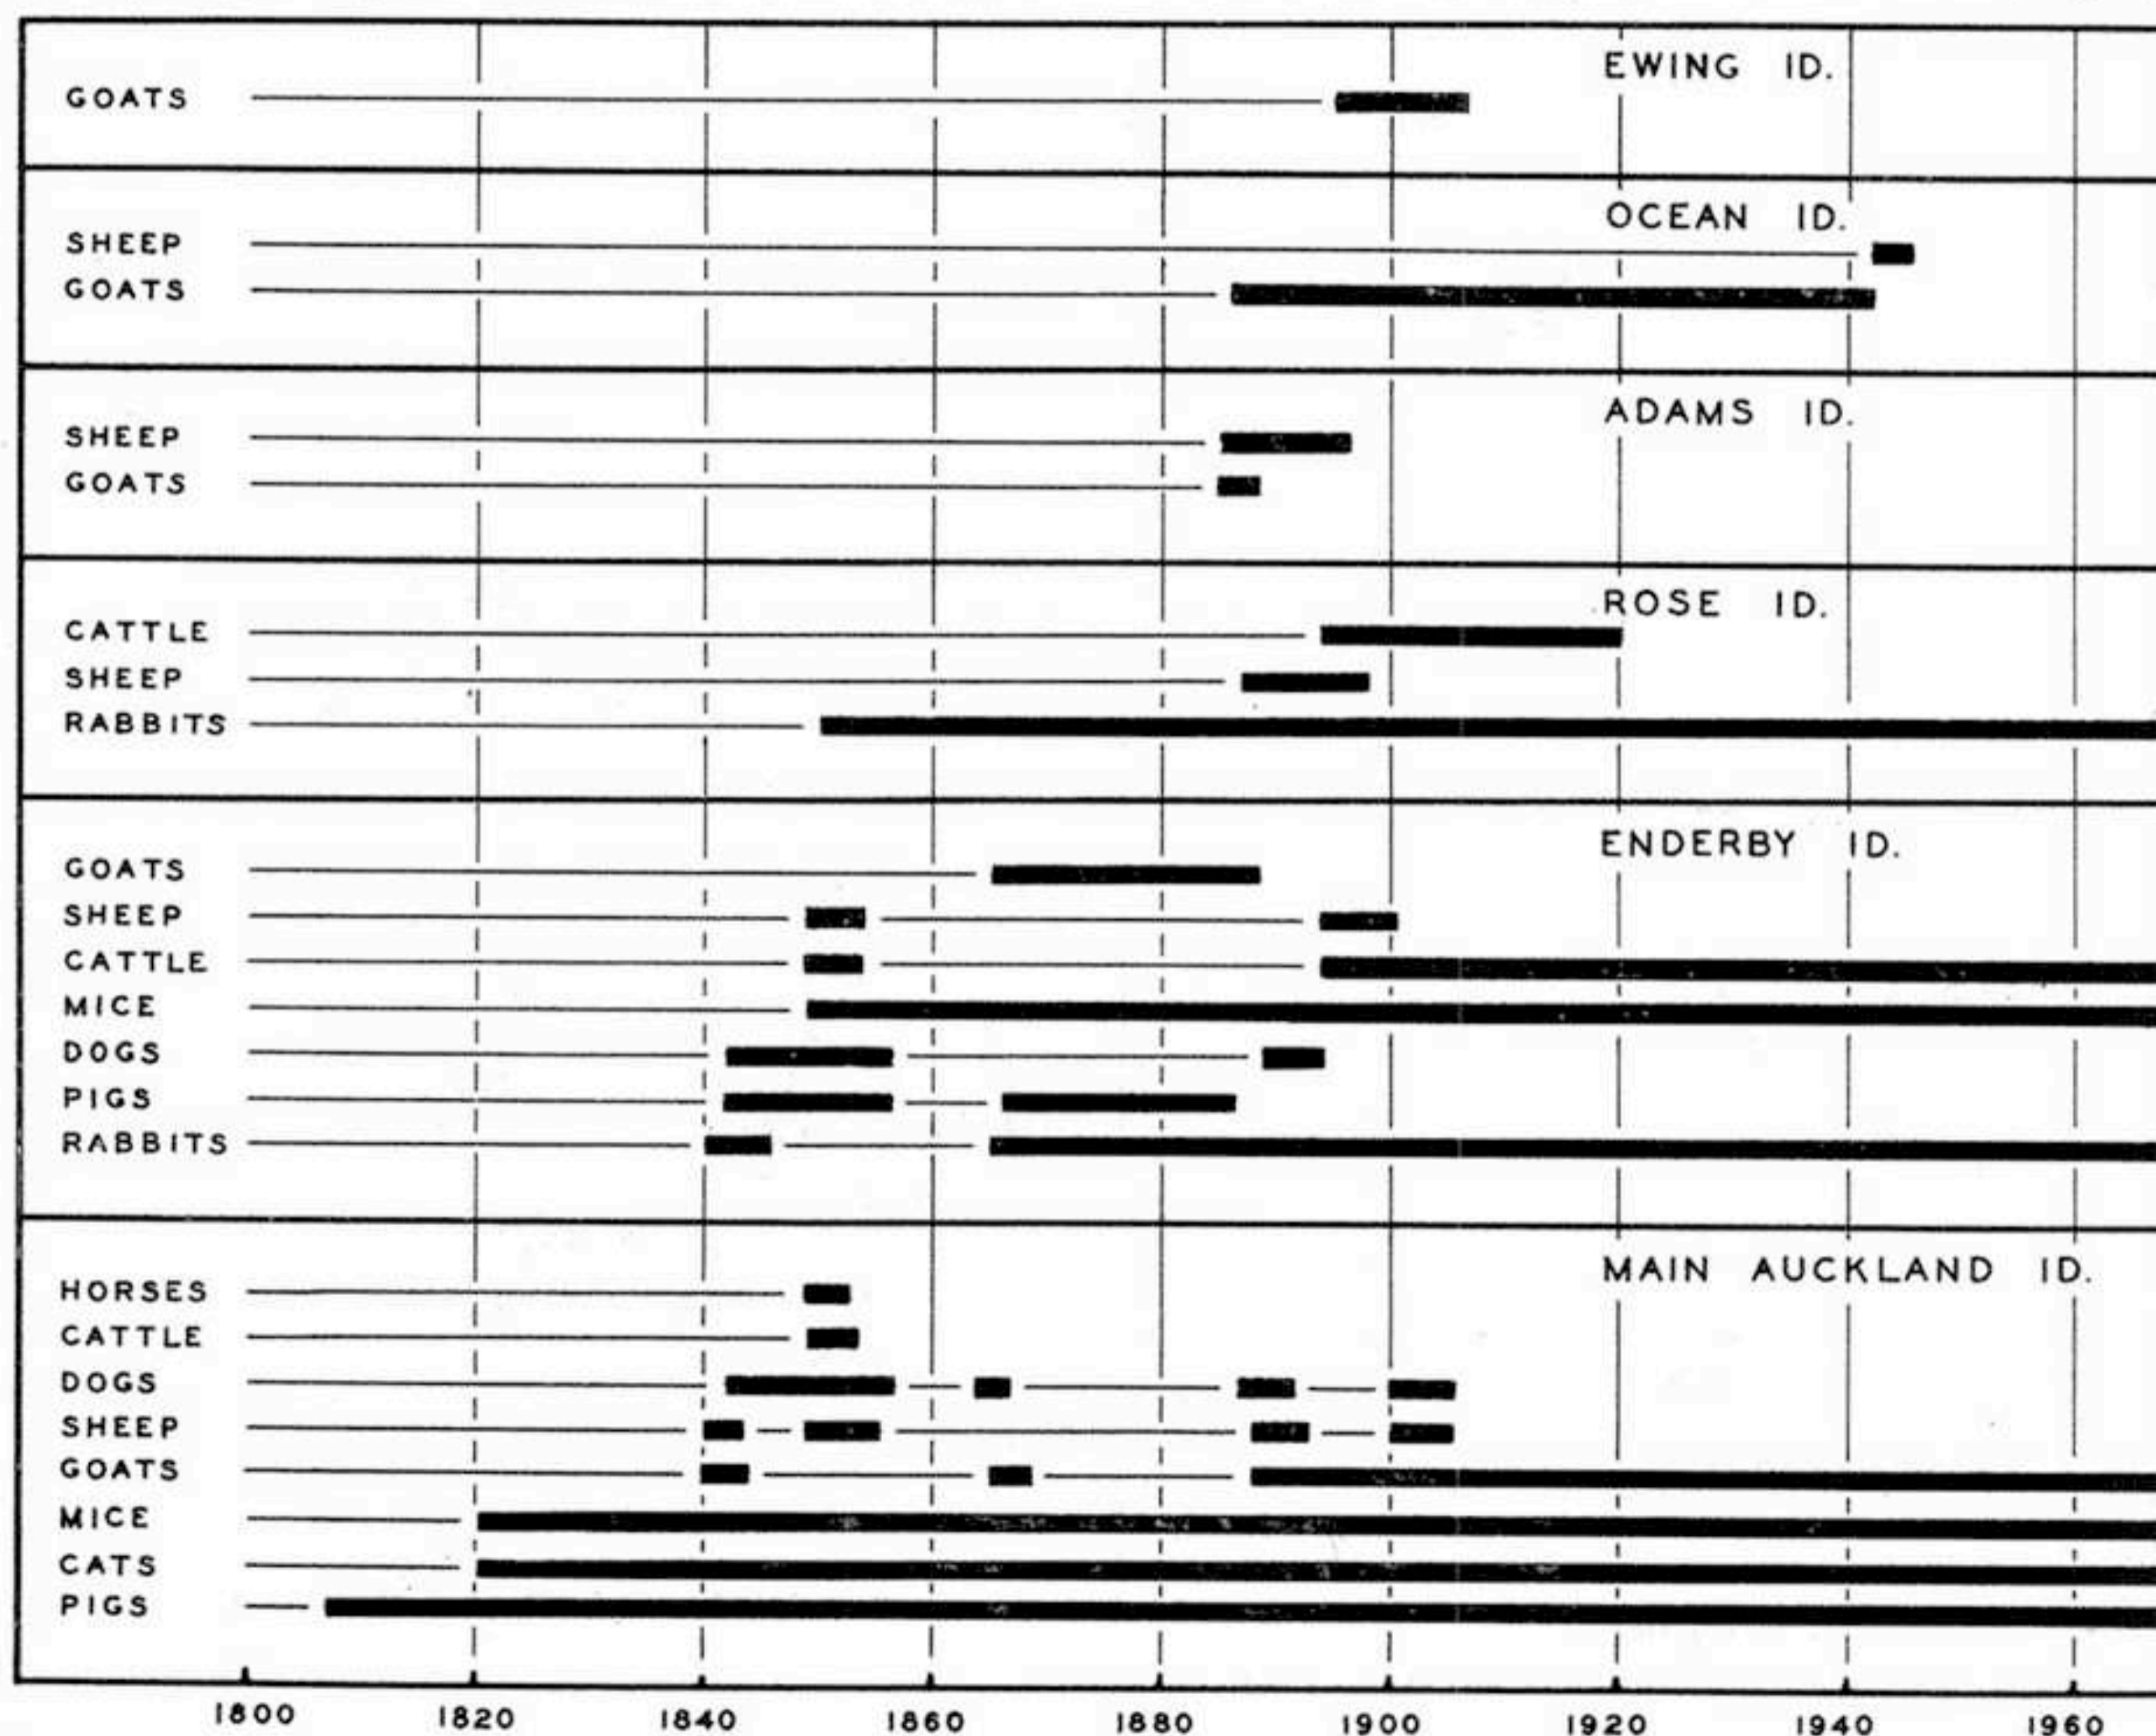 EWING ID.
GOATS
OCEAN ID.
SHEEP
GOATS
ADAMS ID.
SHEEP
GOATS
ROSE ID.
CATTLE
SHEEP
RABBITS
ENDERBY ID.
GOATS
SHEEP
CATTLE
MICE
DOGS
PIGS
RABBITS
MAIN AUCKLAND ID.
HORSES
CATTLE
DOGS
SHEEP
GOATS
MICE
CATS
PIGS
1800 1820 1840 1860 1880 1900 1920 1940 1960